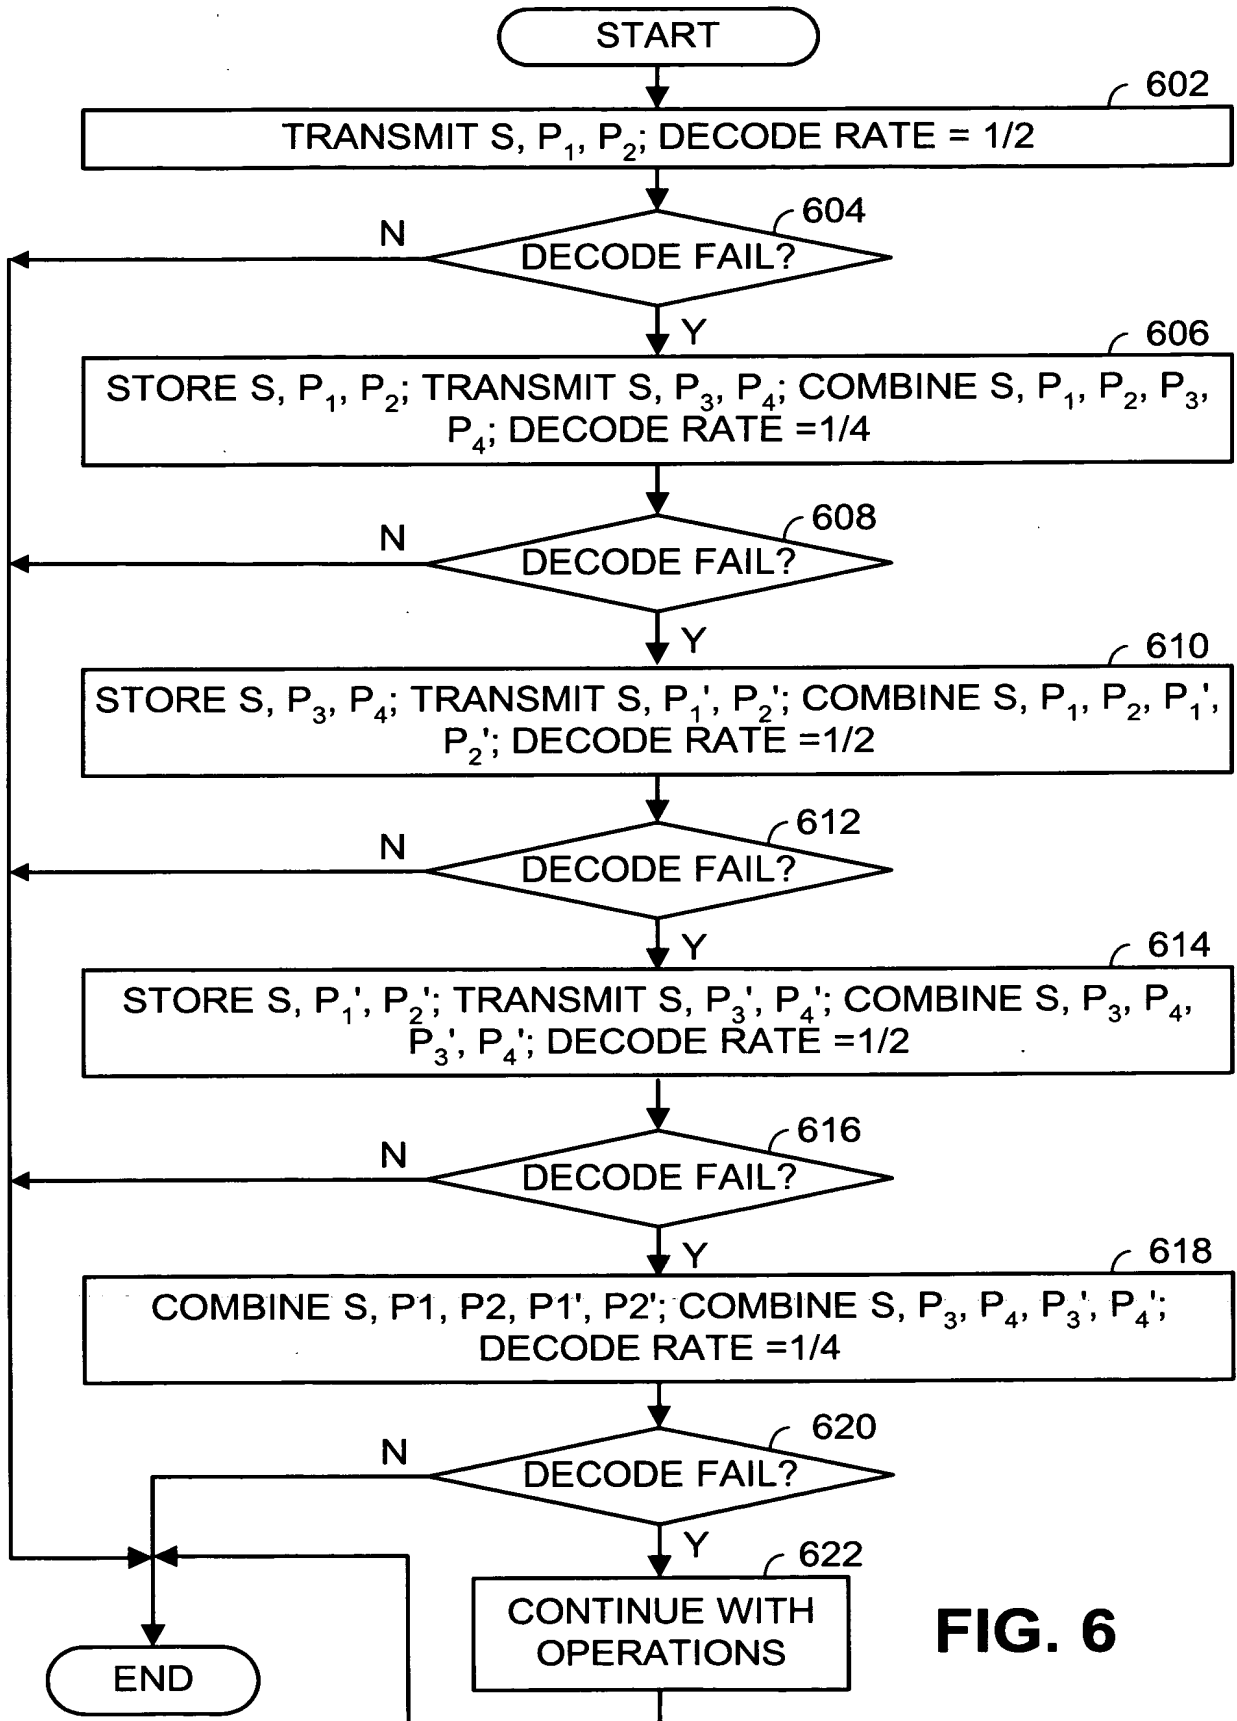 START
602
TRANSMIT S, P₁, P₂; DECODE RATE = 1/2
604
N
DECODE FAIL?
Y
606
STORE S, P₁, P₂; TRANSMIT S, P₃, P₄; COMBINE S, P₁, P₂, P₃,
P₄; DECODE RATE =1/4
608
N
DECODE FAIL?
Y
610
STORE S, P₃, P₄; TRANSMIT S, P₁', P₂'; COMBINE S, P₁, P₂, P₁',
P₂'; DECODE RATE =1/2
612
N
DECODE FAIL?
Y
614
STORE S, P₁', P₂'; TRANSMIT S, P₃', P₄'; COMBINE S, P₃, P₄,
P₃', P₄'; DECODE RATE =1/2
616
N
DECODE FAIL?
Y
618
COMBINE S, P1, P2, P1', P2'; COMBINE S, P₃, P₄, P₃', P₄';
DECODE RATE =1/4
620
N
DECODE FAIL?
Y
622
CONTINUE WITH
OPERATIONS
END
FIG. 6